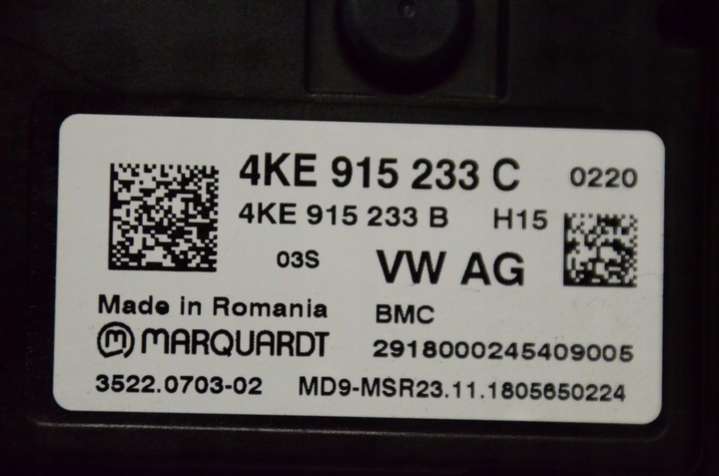 4KE 915 233 C 0220
4KE 915 233 B H15
03S VW AG
Made in Romania BMC
MARQUARDT 2918000245409005
3522.0703-02 MD9-MSR23.11.1805650224